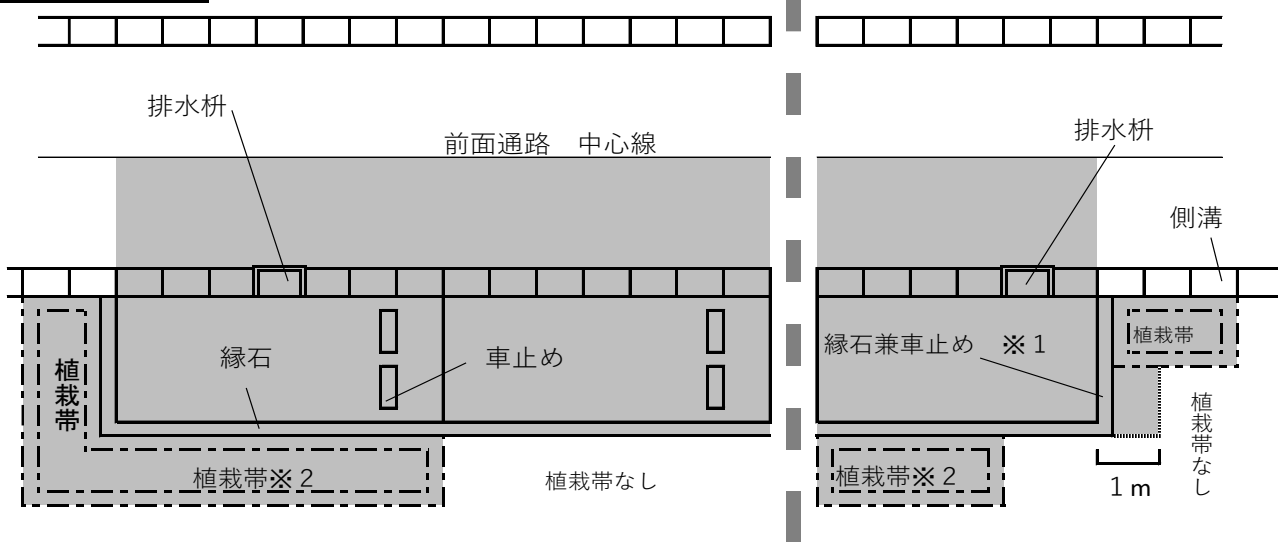 排水枡
前面通路　中心線
排水枡
側溝
縁石
車止め
縁石兼車止め　※1
植栽帯
植栽帯
植栽帯※2
植栽帯なし
植栽帯※2
1m
植栽帯なし